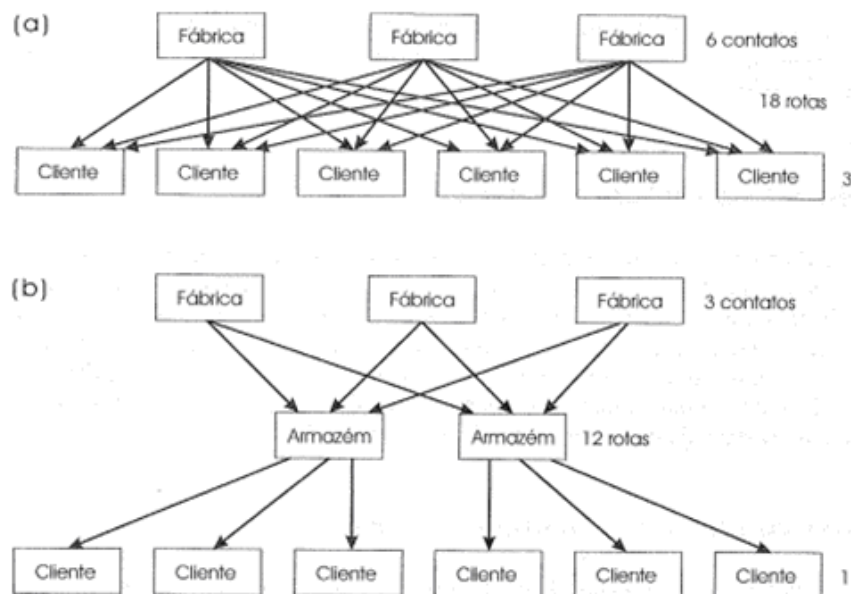 (a)
Fábrica Fábrica Fábrica 6 contatos
18 rotas
Cliente Cliente Cliente Cliente Cliente Cliente 3
(b)
Fábrica Fábrica Fábrica 3 contatos
Armazém Armazém 12 rotas
Cliente Cliente Cliente Cliente Cliente Cliente 1